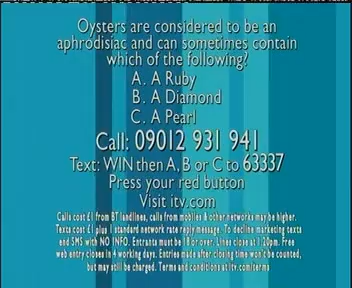 Oysters are considered to be an
aphrodisiac and can sometimes contain
which of the following?
A. A Ruby
B. A Diamond
C. A Pearl
Call: 09012 931 941
Text: WIN then A, B or C to 63337
Press your red button
Visit itv.com
Calls cost £1 from BT landlines, calls from mobiles & other networks may be higher.
Texts cost £1 plus 1 standard network rate reply message. To decline marketing texts
end SMS with NO INFO. Entrants must be 18 or over. Lines close at 1.20pm. Free
web entry closes in 4 working days. Entries made after closing time won't be counted,
but may still be charged. Terms and conditions at itv.com/terms